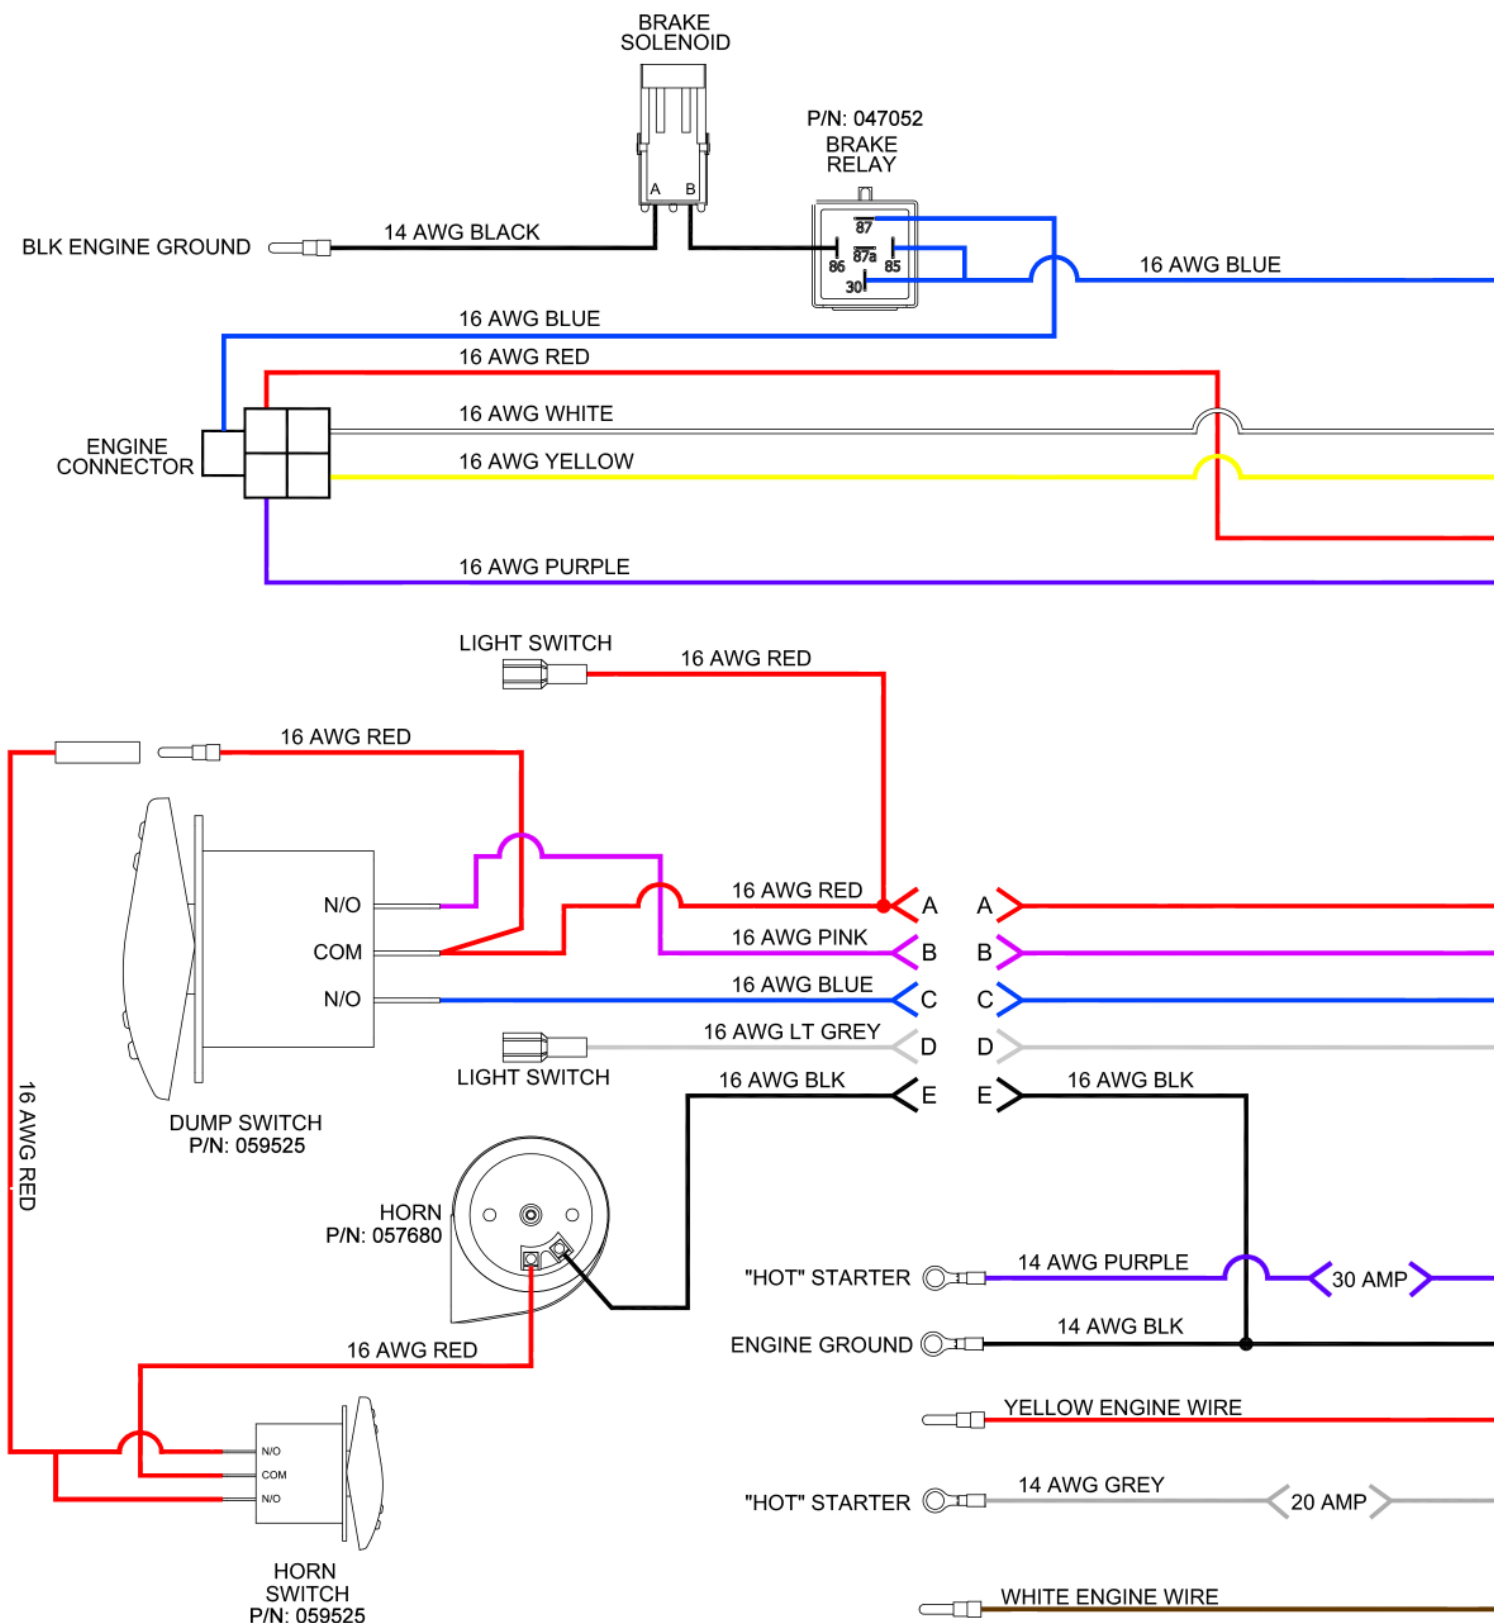 BRAKE
SOLENOID
P/N: 047052
BRAKE
RELAY
A B
87
87a
86
85
30
14 AWG BLACK
BLK ENGINE GROUND
16 AWG BLUE
16 AWG BLUE
16 AWG RED
16 AWG WHITE
ENGINE
CONNECTOR
16 AWG YELLOW
16 AWG PURPLE
LIGHT SWITCH
16 AWG RED
16 AWG RED
N/O
COM
N/O
16 AWG RED
A A
16 AWG PINK
B B
16 AWG BLUE
C C
16 AWG LT GREY
D D
LIGHT SWITCH
16 AWG BLK
E E
16 AWG BLK
16 AWG RED
DUMP SWITCH
P/N: 059525
HORN
P/N: 057680
"HOT" STARTER
14 AWG PURPLE
30 AMP
ENGINE GROUND
14 AWG BLK
16 AWG RED
YELLOW ENGINE WIRE
N/O
COM
N/O
"HOT" STARTER
14 AWG GREY
20 AMP
HORN
SWITCH
P/N: 059525
WHITE ENGINE WIRE